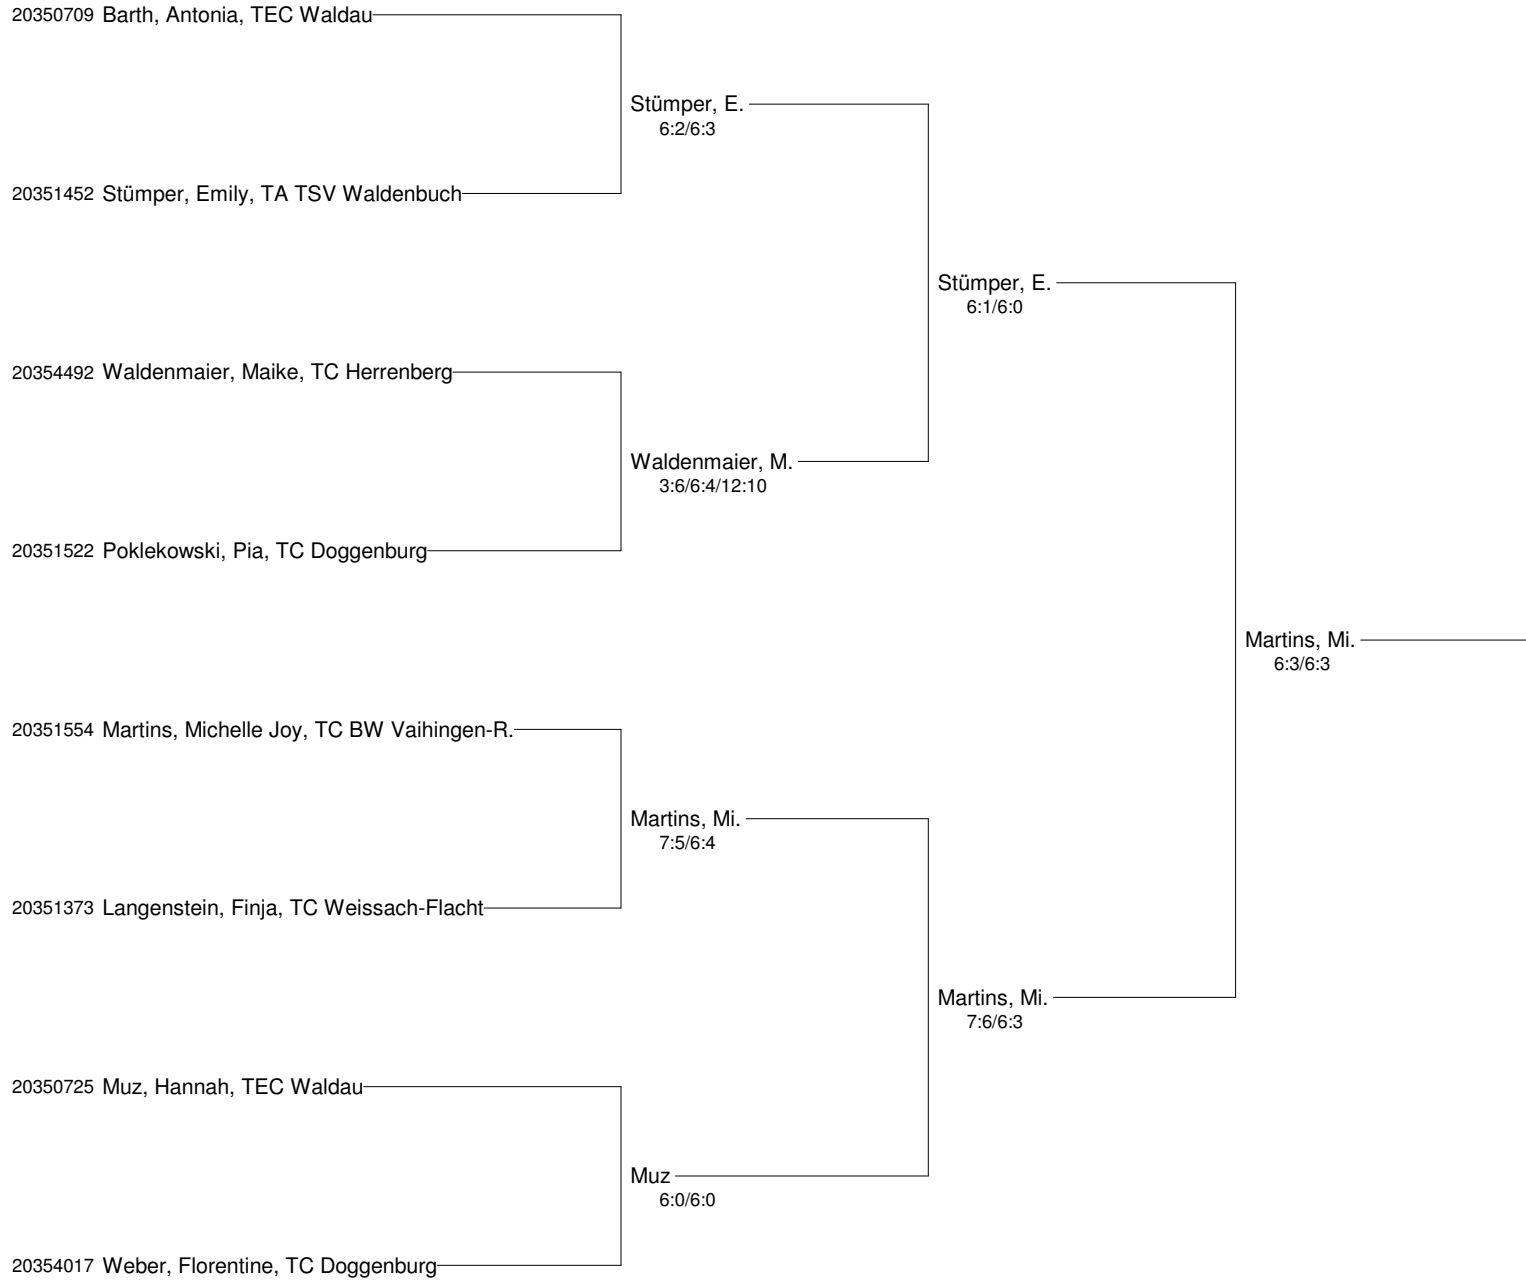 20350709 Barth, Antonia, TEC Waldau
Stümper, E.
6:2/6:3
20351452 Stümper, Emily, TA TSV Waldenbuch
Stümper, E.
6:1/6:0
20354492 Waldenmaier, Maike, TC Herrenberg
Waldenmaier, M.
3:6/6:4/12:10
20351522 Poklekowski, Pia, TC Doggenburg
Martins, Mi.
6:3/6:3
20351554 Martins, Michelle Joy, TC BW Vaihingen-R.
Martins, Mi.
7:5/6:4
20351373 Langenstein, Finja, TC Weissach-Flacht
Martins, Mi.
7:6/6:3
20350725 Muz, Hannah, TEC Waldau
Muz
6:0/6:0
20354017 Weber, Florentine, TC Doggenburg